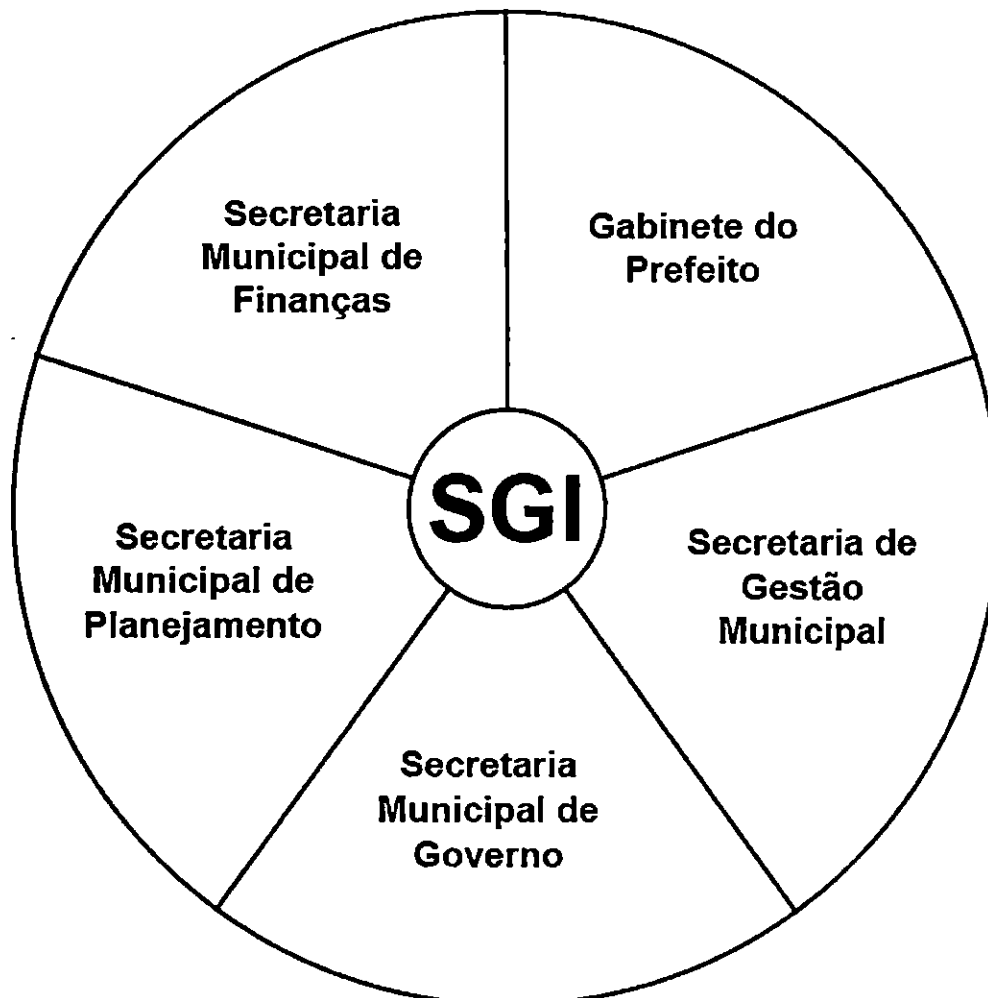 Secretaria
Municipal de
Finanças
Gabinete do
Prefeito
SGI
Secretaria
Municipal de
Planejamento
Secretaria de
Gestão
Municipal
Secretaria
Municipal de
Governo